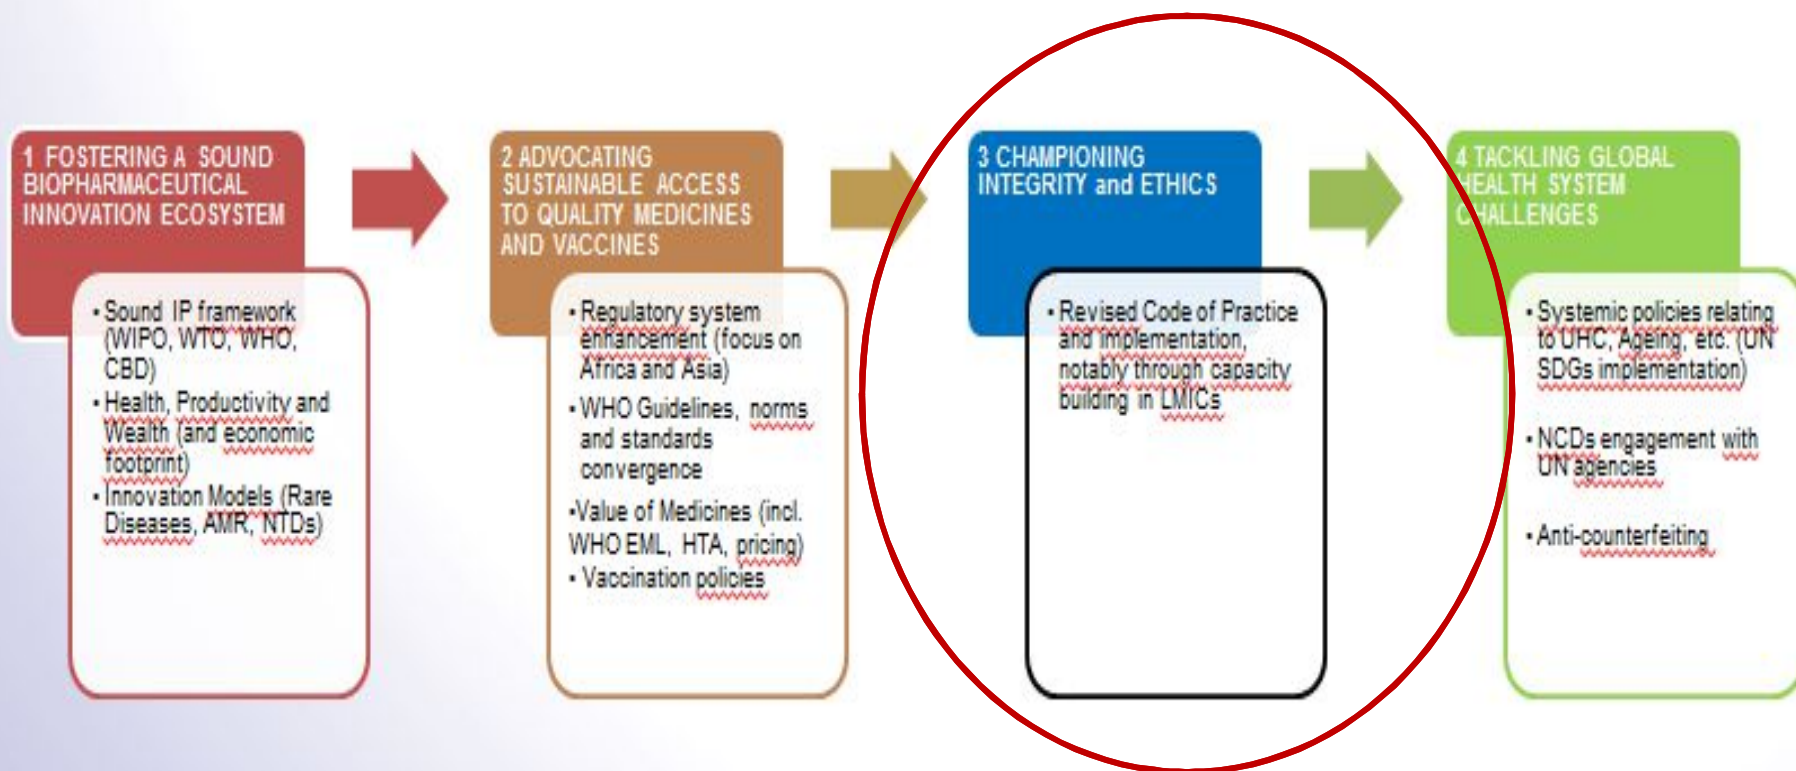 1 FOSTERING A SOUND
BIOPHARMACEUTICAL
INNOVATION ECOSYSTEM
• Sound IP framework
(WIPO, WTO, WHO,
CBD)
• Health, Productivity and
Wealth (and economic
footprint)
• Innovation Models (Rare
Diseases, AMR, NTDs)
2 ADVOCATING
SUSTAINABLE ACCESS
TO QUALITY MEDICINES
AND VACCINES
• Regulatory system
enhancement (focus on
Africa and Asia)
• WHO Guidelines, norms
and standards
convergence
•Value of Medicines (incl.
WHO EML, HTA, pricing)
• Vaccination policies
3 CHAMPIONING
INTEGRITY and ETHICS
• Revised Code of Practice
and implementation,
notably through capacity
building in LMICs
4 TACKLING GLOBAL
HEALTH SYSTEM
CHALLENGES
• Systemic policies relating
to UHC, Ageing, etc. (UN
SDGs implementation)
• NCDs engagement with
UN agencies
• Anti-counterfeiting